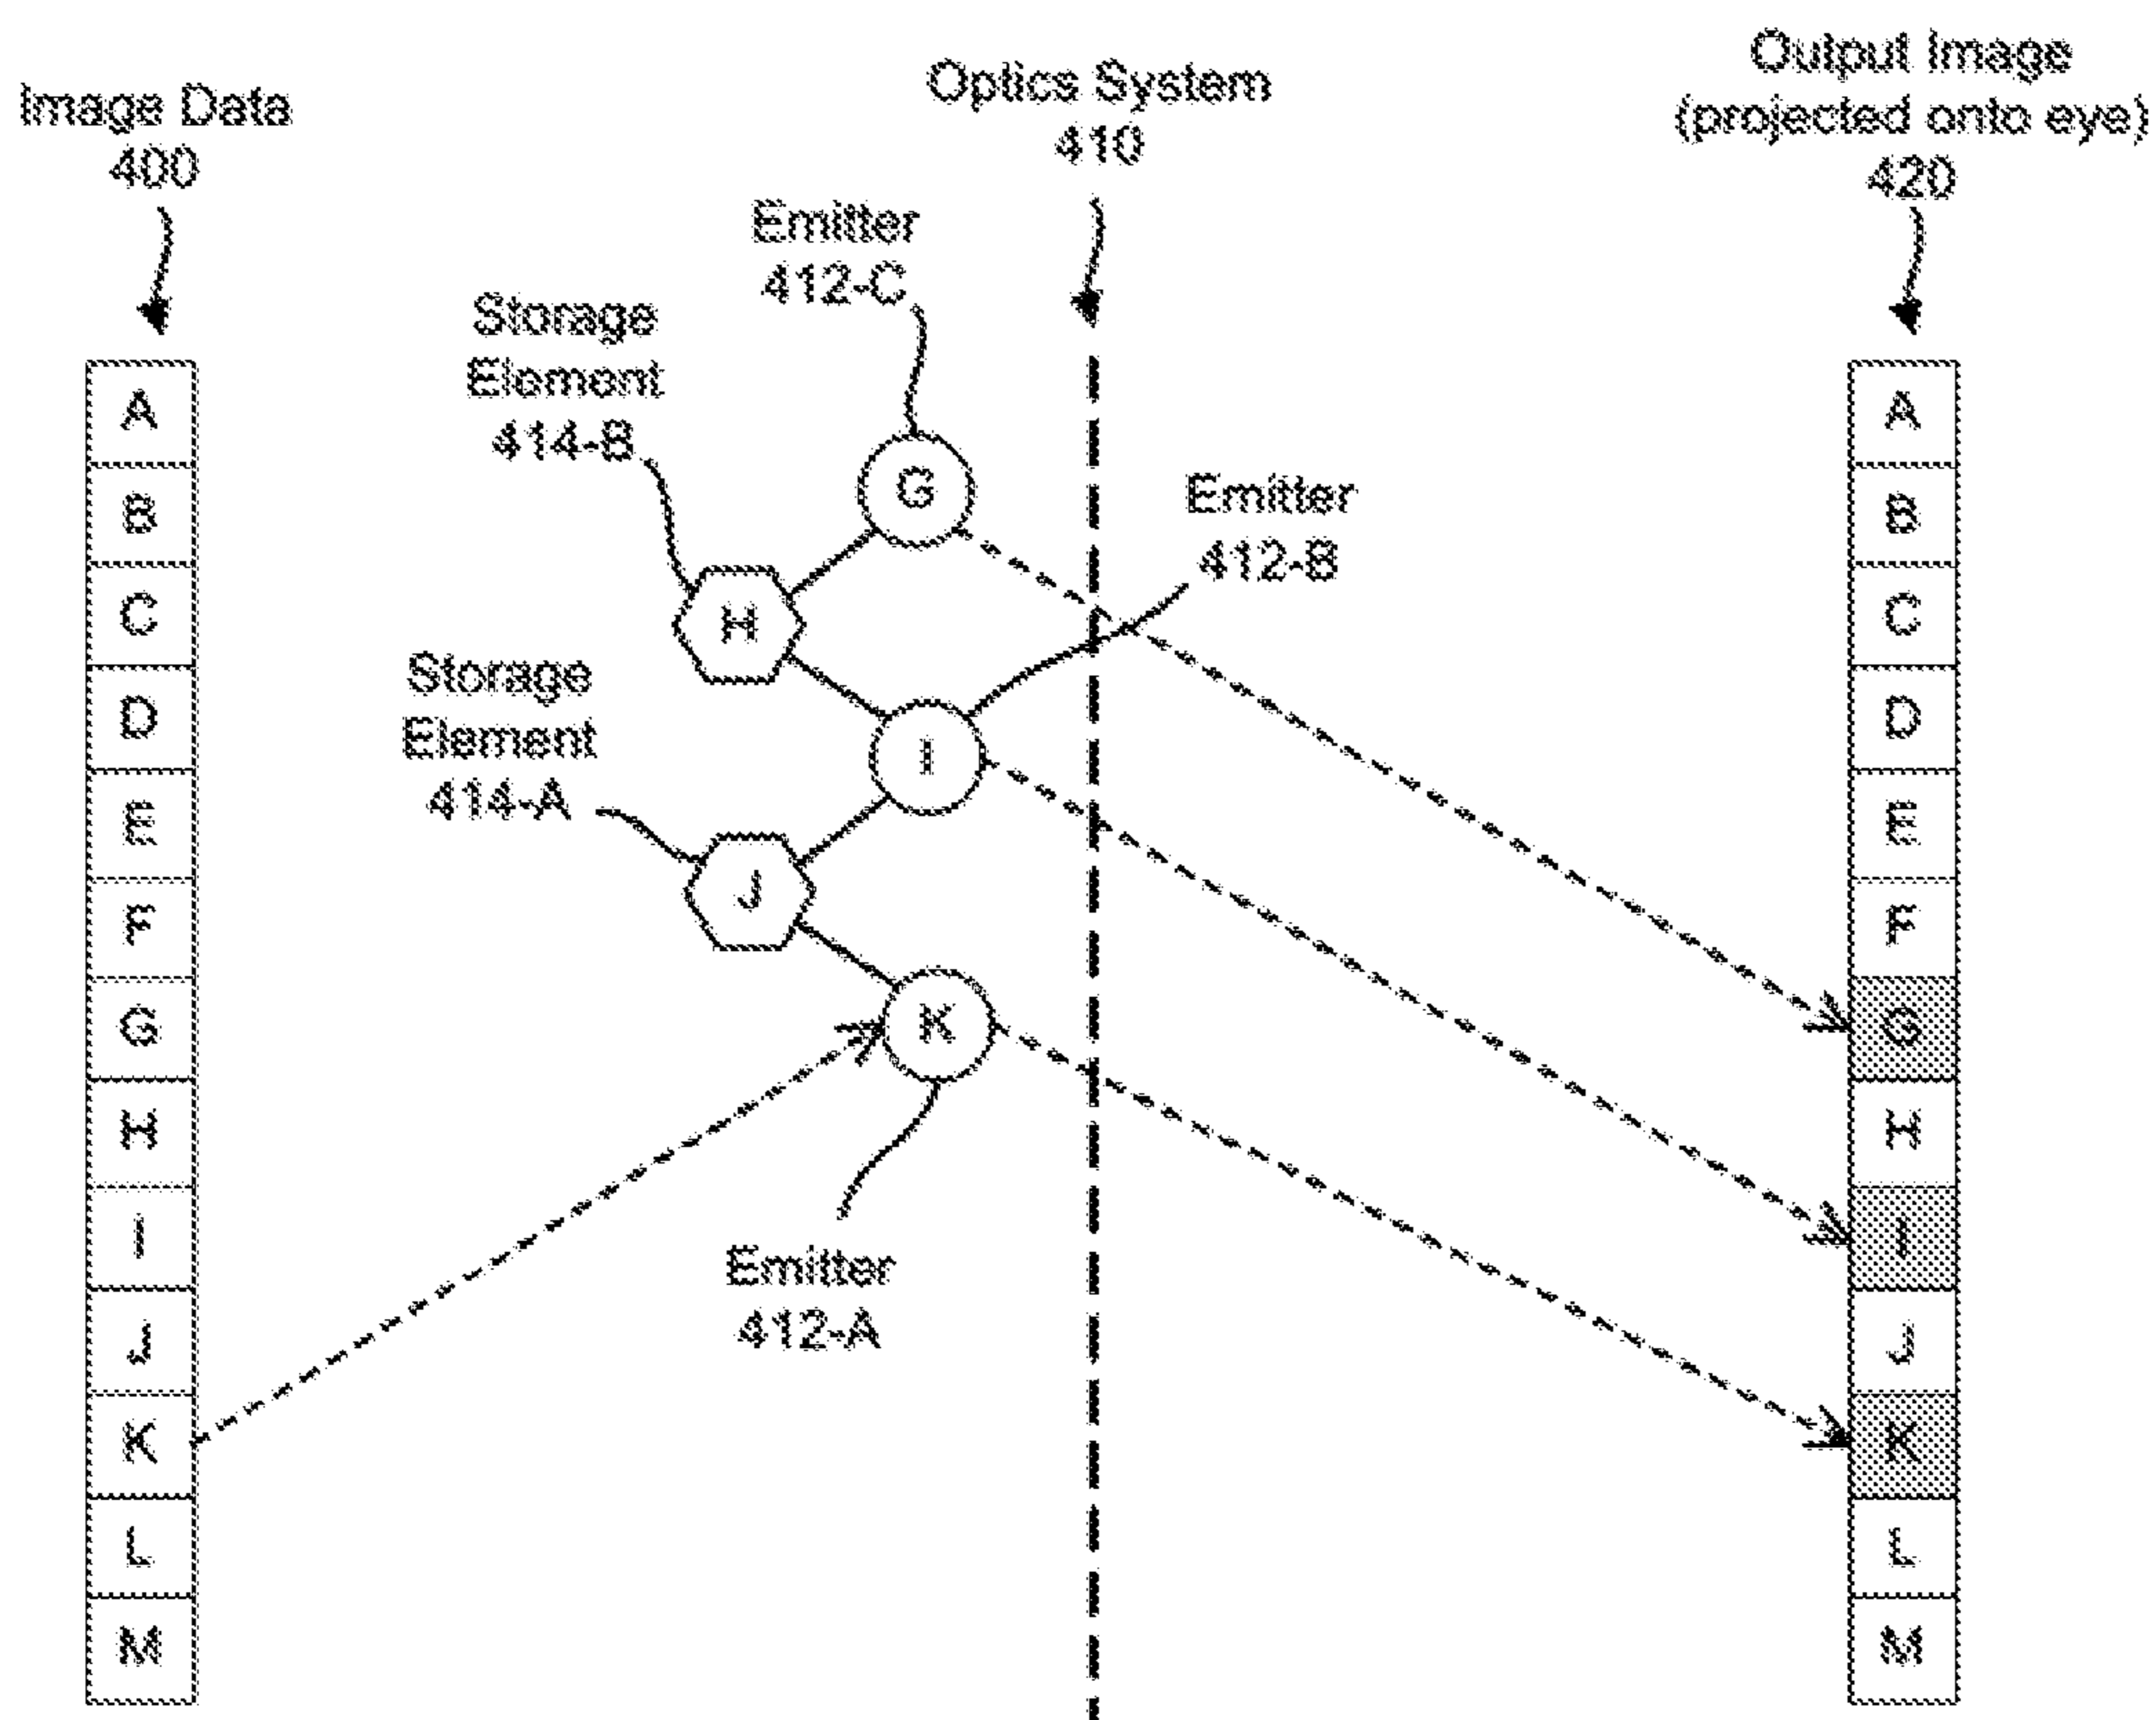 Image Data
400
Optics System
410
Output Image
(projected onto eye)
420
Emitter
412-C
Storage
Element
414-B
Emitter
412-B
Storage
Element
414-A
Emitter
412-A
G
H
I
J
K
A
B
C
D
E
F
G
H
I
J
K
L
M
A
B
C
D
E
F
G
H
I
J
K
L
M